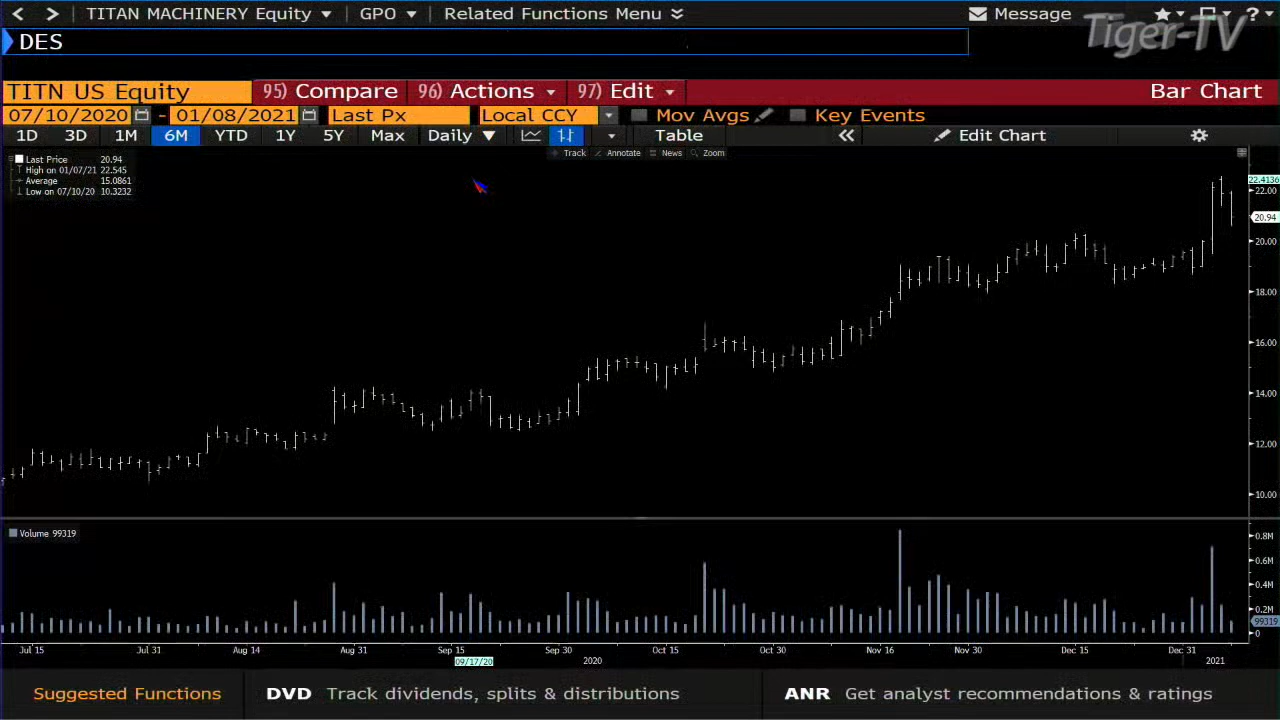 TITAN MACHINERY Equity GPO Related Functions Menu Message ?
Tiger-TV
DES
TITN US Equity 95) Compare 96) Actions 97) Edit Bar Chart
07/10/2020 - 01/08/2021 Last Px Local CCY Mov Avgs Key Events
1D 3D 1M 6M YTD 1Y 5Y Max Daily Table Edit Chart
Track Annotate News Zoom
Last Price 20.94
High on 01/07/21 22.545
Average 15.0861
Low on 07/10/20 10.3232
22.4136
22.00
20.94
20.00
18.00
16.00
14.00
12.00
10.00
Volume 99319
0.8M
0.6M
0.4M
0.2M
99319
0
Jul 15 Jul 31 Aug 14 Aug 31 Sep 15 Sep 30 Oct 15 Oct 30 Nov 16 Nov 30 Dec 15 Dec 31
09/17/20 2020 2021
Suggested Functions DVD Track dividends, splits & distributions ANR Get analyst recommendations & ratings